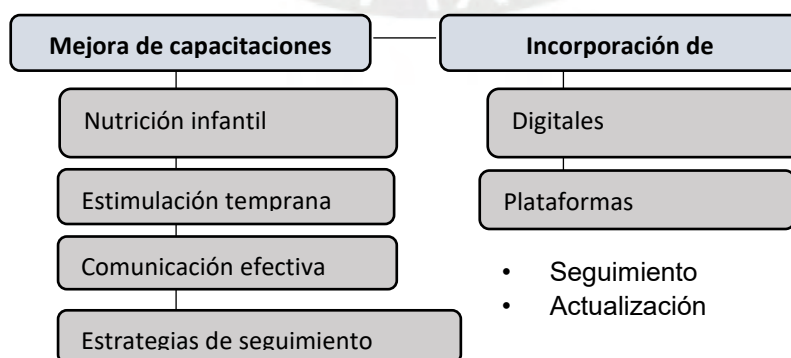 Mejora de capacitaciones
Nutrición infantil
Estimulación temprana
Comunicación efectiva
Estrategias de seguimiento
Incorporación de
Digitales
Plataformas
• Seguimiento
• Actualización